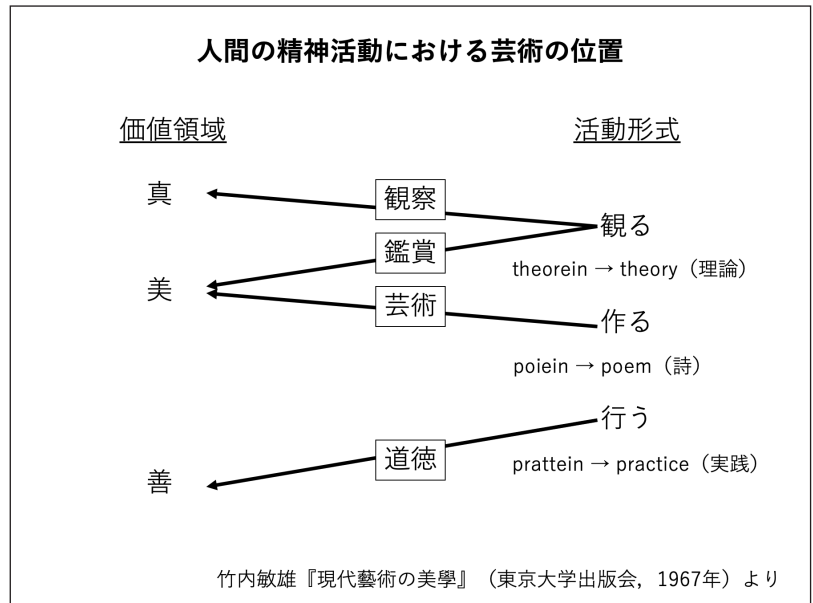 人間の精神活動における芸術の位置
価値領域
活動形式
真
観察
観る
鑑賞
theorein → theory（理論）
美
芸術
作る
poiein → poem（詩）
行う
道徳
prattein → practice（実践）
善
竹内敏雄『現代藝術の美學』（東京大学出版会，1967年）より